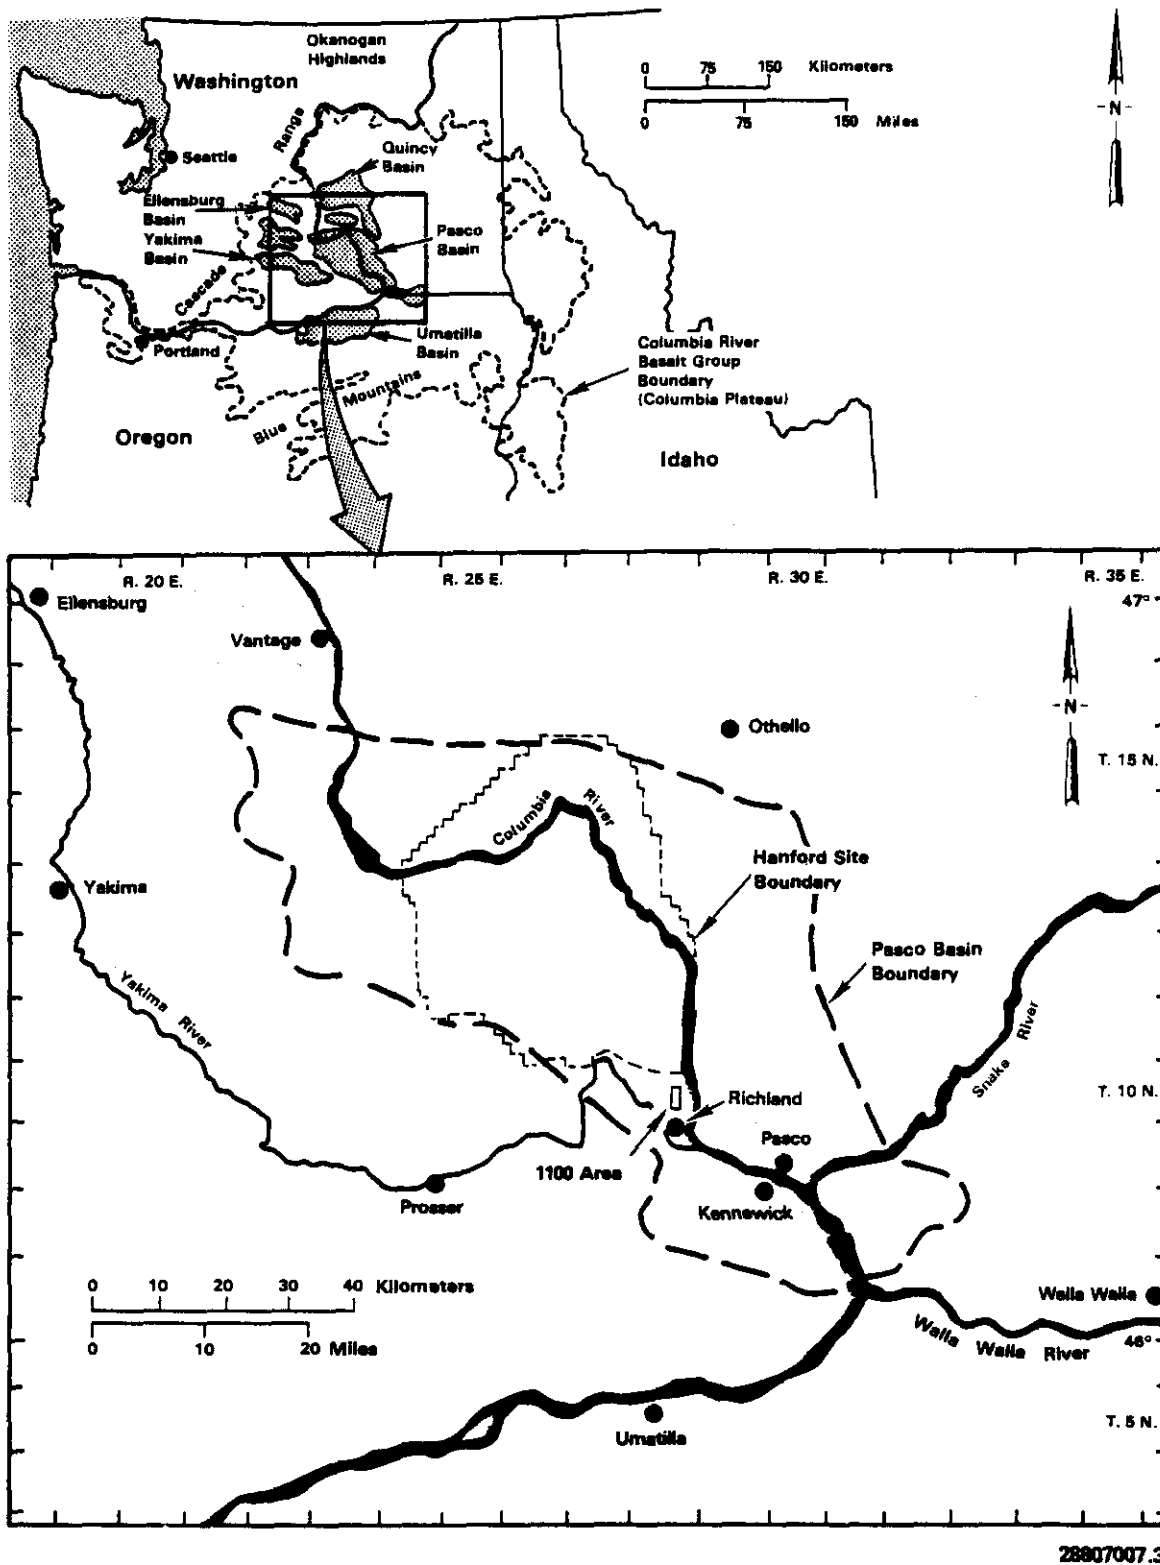 Okanogan
Highlands
Washington
0 75 150 Kilometers
0 75 150 Miles
N
Range
Quincy
Basin
Seattle
Ellensburg
Basin
Yakima
Basin
Pasco
Basin
Cascade
Portland
Umatilla
Basin
Columbia River
Basalt Group
Boundary
(Columbia Plateau)
Blue Mountains
Oregon
Idaho
R. 20 E. R. 25 E. R. 30 E. R. 35 E.
47°
Ellensburg
Vantage
N
Othello
T. 15 N.
Columbia River
Hanford Site
Boundary
Yakima
Pasco Basin
Boundary
Yakima River
Snake River
T. 10 N.
Richland
Pasco
1100 Area
Prosser
Kennewick
0 10 20 30 40 Kilometers
0 10 20 Miles
Walla Walla
Walla Walla River
46°
T. 5 N.
Umatilla
28807007.3